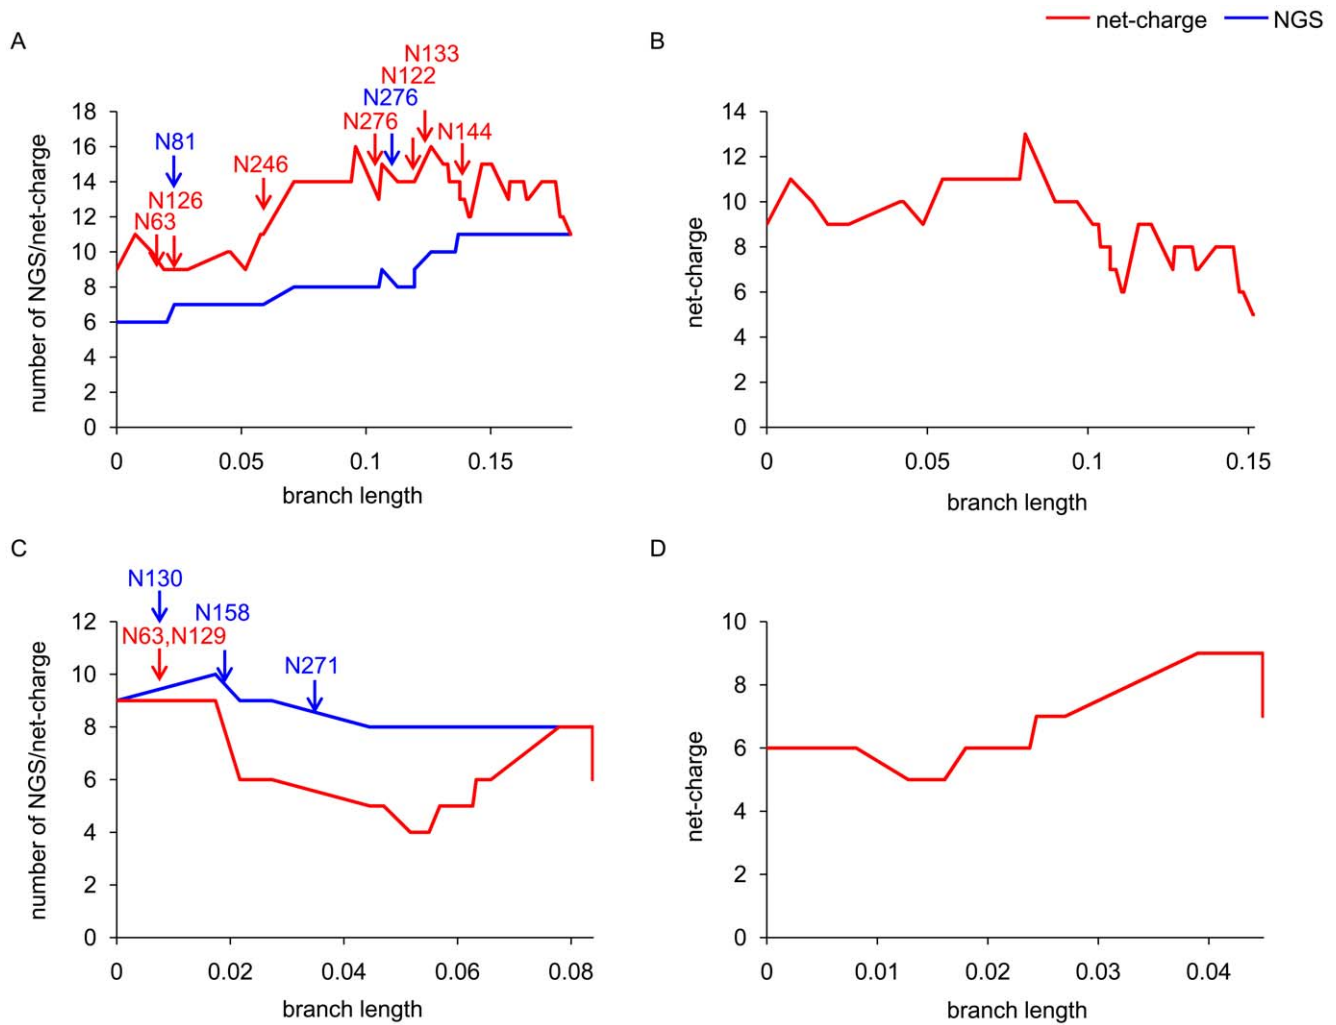 net-charge NGS
A
N133
N122
N276
N276
N144
N81
N246
N126
N63
number of NGS/net-charge
18
16
14
12
10
8
6
4
2
0
0 0.05 0.1 0.15
branch length
B
net-charge
14
12
10
8
6
4
2
0
0 0.05 0.1 0.15
branch length
C
N130
N158
N63,N129
N271
number of NGS/net-charge
12
10
8
6
4
2
0
0 0.02 0.04 0.06 0.08
branch length
D
net-charge
10
8
6
4
2
0
0 0.01 0.02 0.03 0.04
branch length